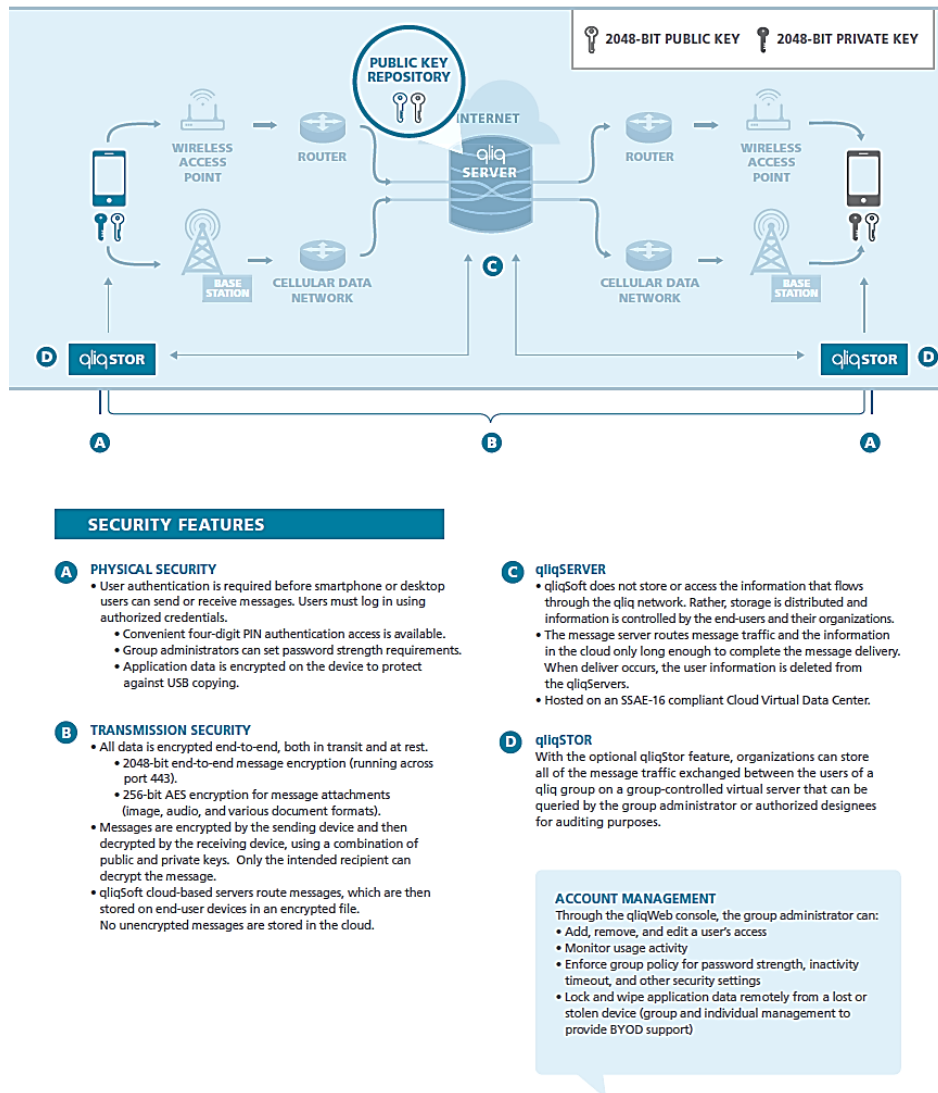 2048-BIT PUBLIC KEY
2048-BIT PRIVATE KEY
PUBLIC KEY
REPOSITORY
INTERNET
qliq
SERVER
WIRELESS
ACCESS
POINT
ROUTER
ROUTER
WIRELESS
ACCESS
POINT
BASE
STATION
CELLULAR DATA
NETWORK
C
CELLULAR DATA
NETWORK
BASE
STATION
D
qliqSTOR
qliqSTOR
D
A
B
A
SECURITY FEATURES
A
PHYSICAL SECURITY
• User authentication is required before smartphone or desktop
users can send or receive messages. Users must log in using
authorized credentials.
• Convenient four-digit PIN authentication access is available.
• Group administrators can set password strength requirements.
• Application data is encrypted on the device to protect
against USB copying.
B
TRANSMISSION SECURITY
• All data is encrypted end-to-end, both in transit and at rest.
• 2048-bit end-to-end message encryption (running across
port 443).
• 256-bit AES encryption for message attachments
(image, audio, and various document formats).
• Messages are encrypted by the sending device and then
decrypted by the receiving device, using a combination of
public and private keys.  Only the intended recipient can
decrypt the message.
• qliqSoft cloud-based servers route messages, which are then
stored on end-user devices in an encrypted file.
No unencrypted messages are stored in the cloud.
C
qliqSERVER
• qliqSoft does not store or access the information that flows
through the qliq network. Rather, storage is distributed and
information is controlled by the end-users and their organizations.
• The message server routes message traffic and the information
in the cloud only long enough to complete the message delivery.
When deliver occurs, the user information is deleted from
the qliqServers.
• Hosted on an SSAE-16 compliant Cloud Virtual Data Center.
D
qliqSTOR
With the optional qliqStor feature, organizations can store
all of the message traffic exchanged between the users of a
qliq group on a group-controlled virtual server that can be
queried by the group administrator or authorized designees
for auditing purposes.
ACCOUNT MANAGEMENT
Through the qliqWeb console, the group administrator can:
• Add, remove, and edit a user's access
• Monitor usage activity
• Enforce group policy for password strength, inactivity
timeout, and other security settings
• Lock and wipe application data remotely from a lost or
stolen device (group and individual management to
provide BYOD support)